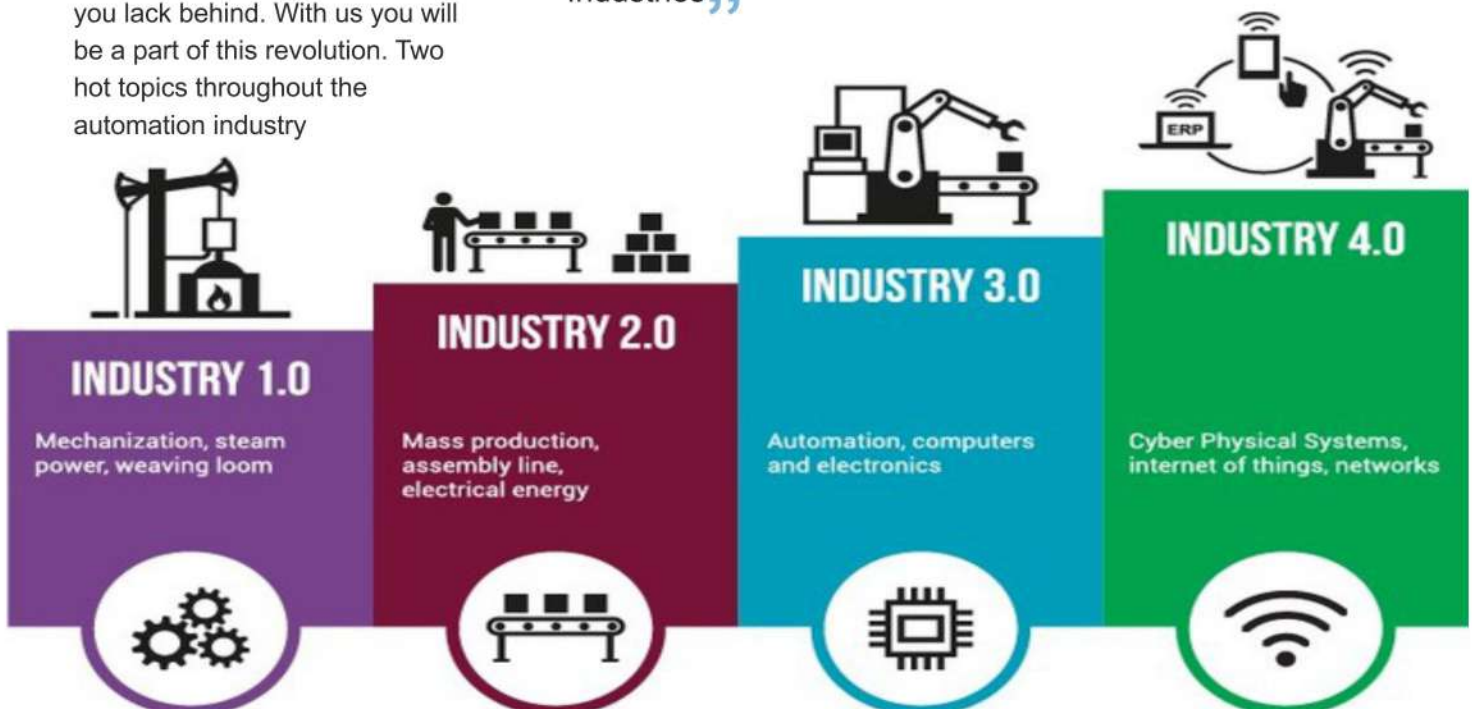 you lack behind. With us you will
be a part of this revolution. Two
hot topics throughout the
automation industry
ERP
INDUSTRY 1.0
Mechanization, steam
power, weaving loom
INDUSTRY 2.0
Mass production,
assembly line,
electrical energy
INDUSTRY 3.0
Automation, computers
and electronics
INDUSTRY 4.0
Cyber Physical Systems,
internet of things, networks